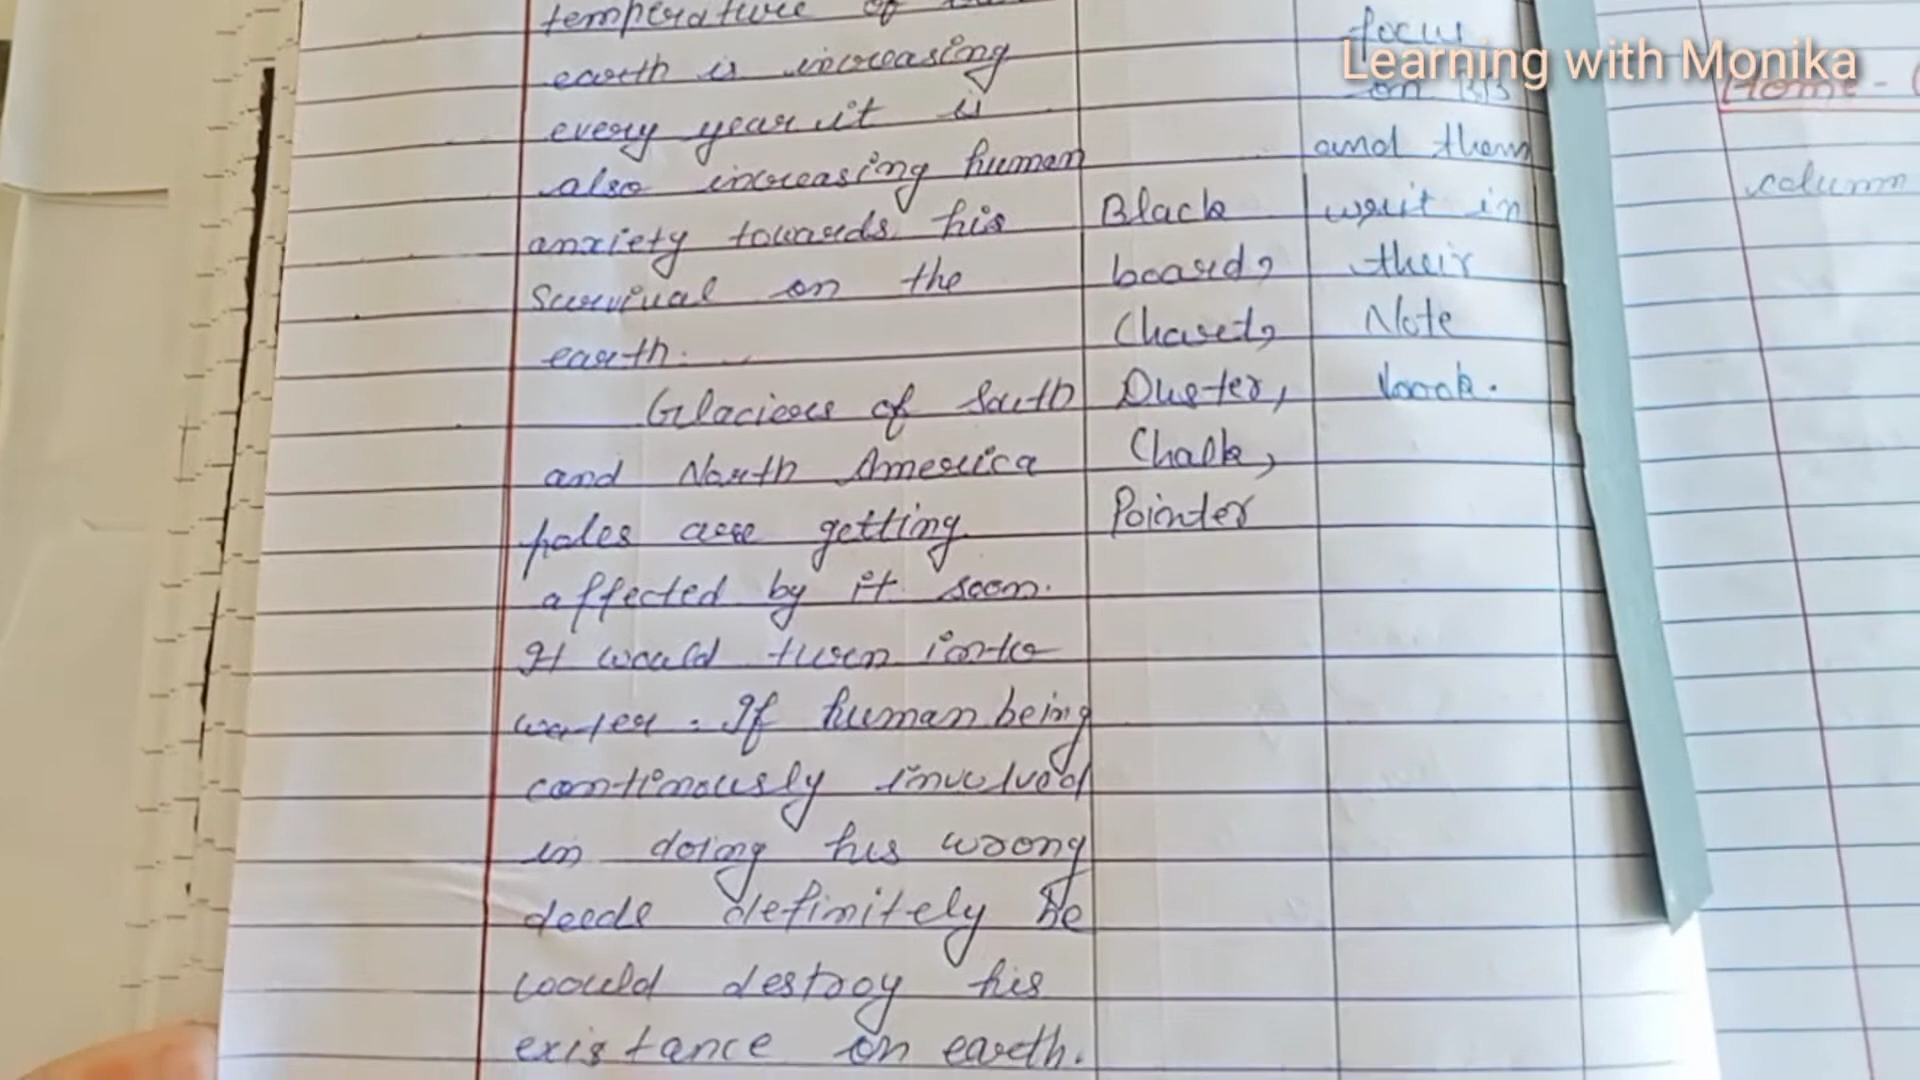 temperature of
earth is increasing
every year it is
also increasing human
anxiety towards his
survival on the
earth.
Glaciers of South
and North America
poles are getting
affected by it soon.
It would turn into
water. If human being
continously involved
in doing his wrong
deeds definitely he
would destroy his
existance on earth.
Black
board,
Chart,
Duster,
Chalk,
Pointer
focus
on B/B
and them
writ in
their
Note
book.
Learning with Monika
Home-
column